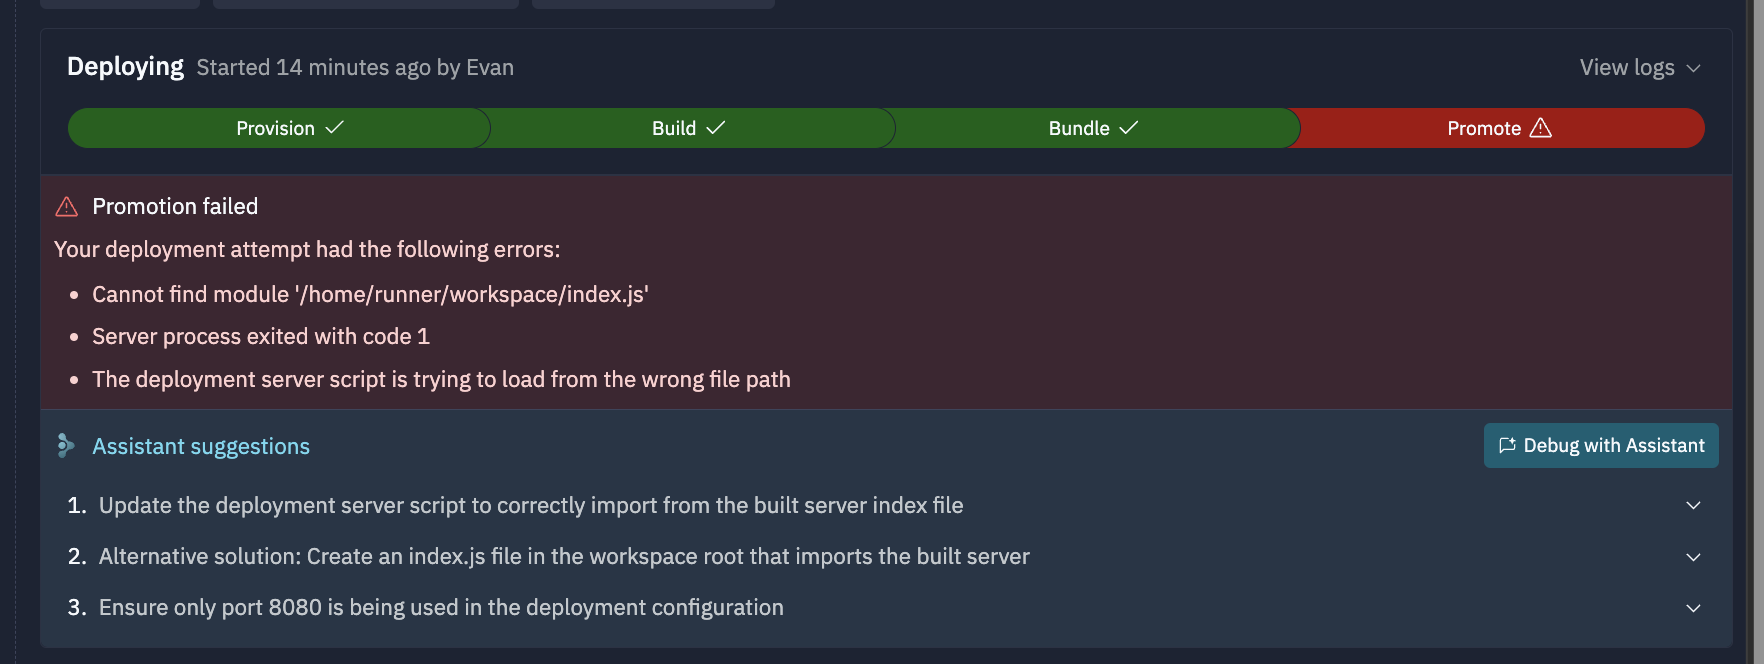 Deploying Started 14 minutes ago by Evan View logs
Provision Build Bundle Promote
Promotion failed
Your deployment attempt had the following errors:
• Cannot find module '/home/runner/workspace/index.js'
• Server process exited with code 1
• The deployment server script is trying to load from the wrong file path
Assistant suggestions Debug with Assistant
1. Update the deployment server script to correctly import from the built server index file
2. Alternative solution: Create an index.js file in the workspace root that imports the built server
3. Ensure only port 8080 is being used in the deployment configuration